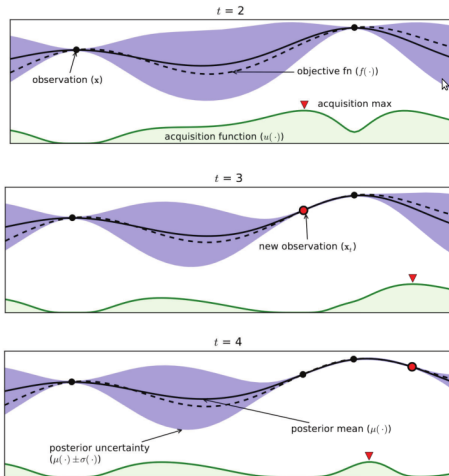 t = 2
observation (x)
objective fn (f(·))
acquisition max
acquisition function (u(·))
t = 3
new observation (xₜ)
t = 4
posterior mean (μ(·))
posterior uncertainty
(μ(·) ±σ(·))